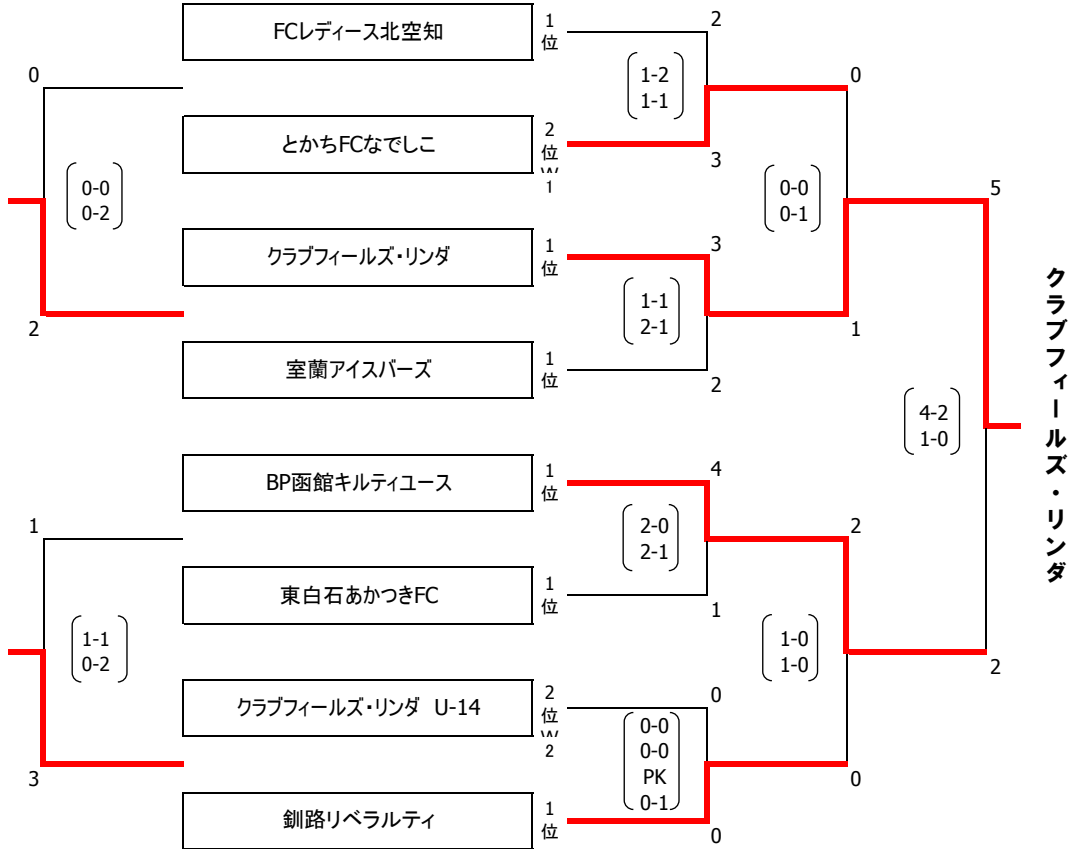 FCレディース北空知
1位
2
0
1-2
1-1
0
とかちFCなでしこ
2位W1
3
0-0
0-2
0-0
0-1
5
クラブフィールズ・リンダ
1位
3
2
1-1
2-1
1
室蘭アイスバーズ
1位
2
4-2
1-0
クラブフィールズ・リンダ
BP函館キルティユース
1位
4
1
2-0
2-1
2
東白石あかつきFC
1位
1
1-1
0-2
1-0
1-0
2
クラブフィールズ・リンダ U-14
2位W2
0
3
0-0
0-0
PK
0-1
0
釧路リベラルティ
1位
0